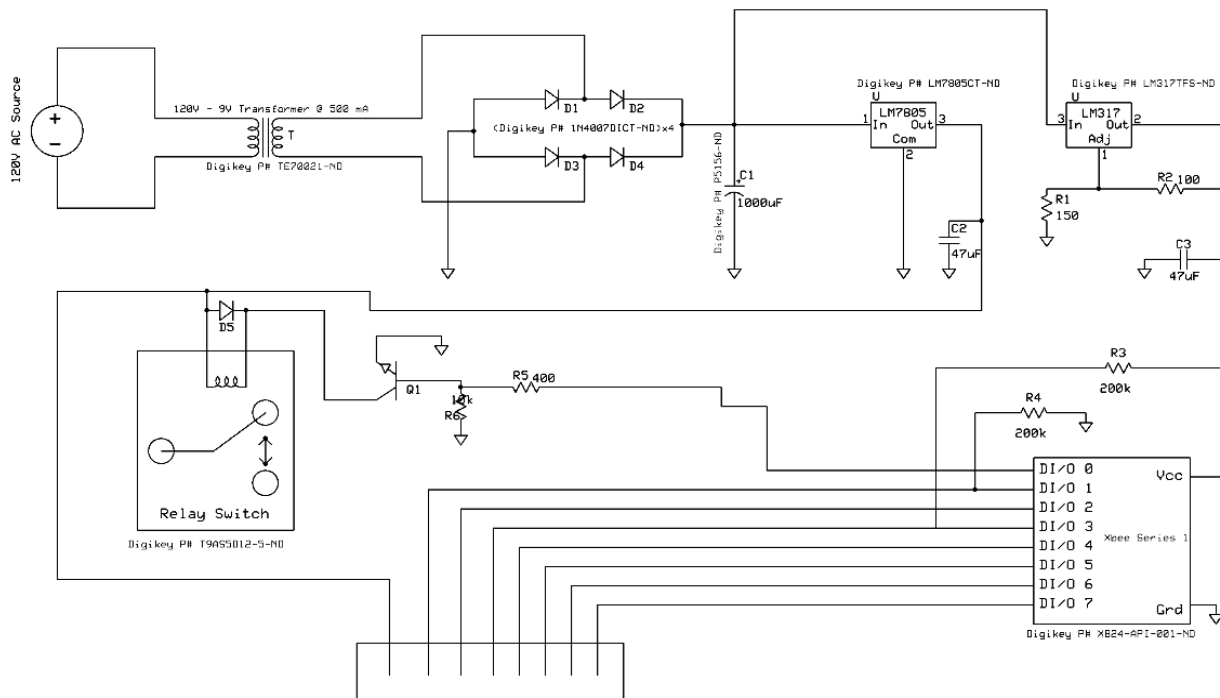 120V AC Source
120V - 9V Transformer @ 500 mA
T
Digikey P# TE70021-ND
D1
D2
(Digikey P# 1N4007DICT-ND)x4
D3
D4
Digikey P# P5156-ND
C1
+
1000uF
Digikey P# LM7805CT-ND
U
LM7805
1
In
Out
3
Com
2
C2
47uF
Digikey P# LM317TFS-ND
U
LM317
3
In
Out
2
Adj
1
R2
100
R1
150
C3
47uF
D5
Q1
R5
400
10k
R6
R3
200k
R4
200k
Relay Switch
Digikey P# T9AS5D12-5-ND
DI/O 0
DI/O 1
DI/O 2
DI/O 3
DI/O 4
DI/O 5
DI/O 6
DI/O 7
Vcc
Xbee Series 1
Grd
Digikey P# XB24-API-001-ND